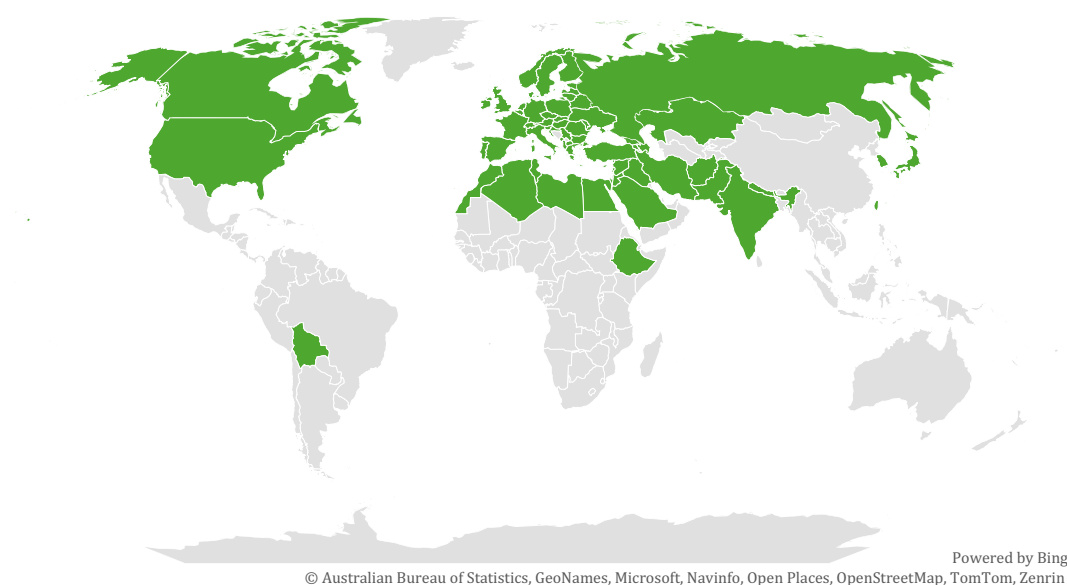 Powered by Bing
© Australian Bureau of Statistics, GeoNames, Microsoft, Navinfo, Open Places, OpenStreetMap, TomTom, Zenrin